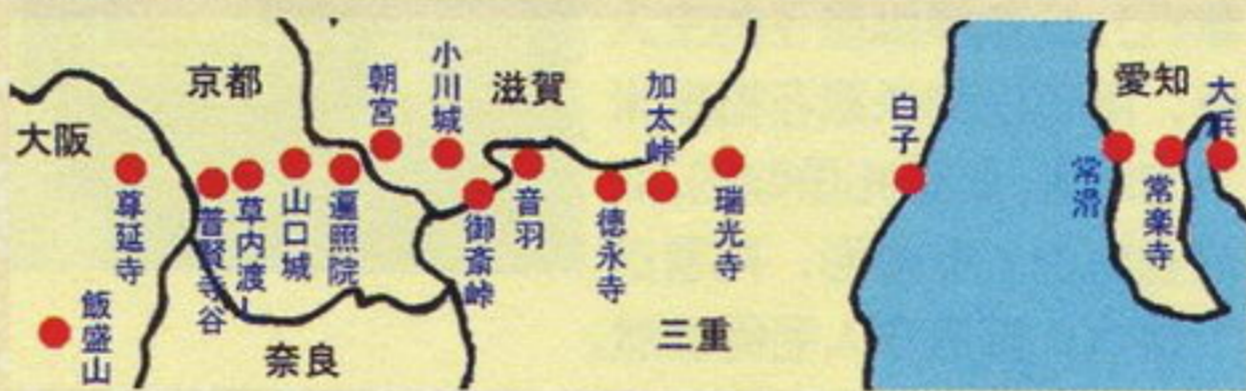 大阪
京都
滋賀
奈良
三重
愛知
飯盛山
尊延寺
普賢寺谷
草内渡し
山口城
遍照院
朝宮
小川城
御斎峠
音羽
徳永寺
加太峠
瑞光寺
白子
常滑
常楽寺
大浜